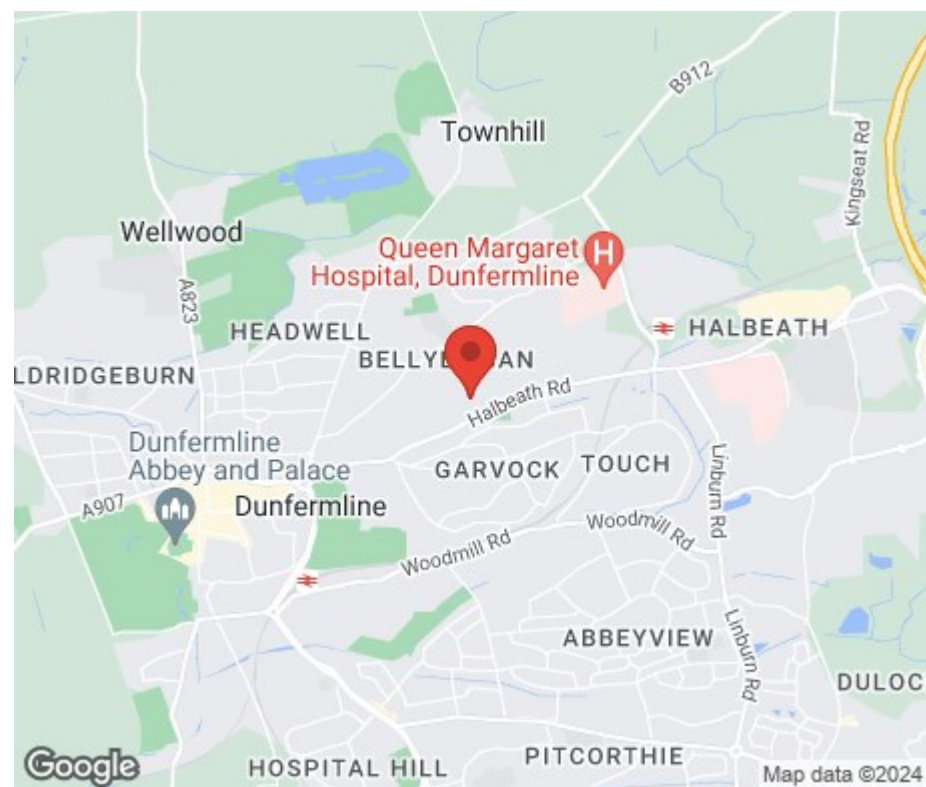 B912
Townhill
Kingseat Rd
Wellwood
Queen Margaret
Hospital, Dunfermline
H
A823
HEADWELL
HALBEATH
LDRIDGEBURN
Halbeath Rd
Dunfermline
Abbey and Palace
GARVOCK
TOUCH
Linburn Rd
A907
Dunfermline
Woodmill Rd
Woodmill Rd
ABBEYVIEW
Linburn Rd
DULOC
PITCORTHIE
HOSPITAL HILL
Google
Map data ©2024